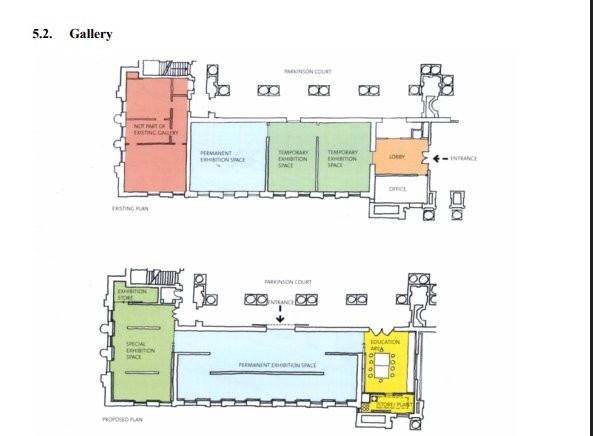 5.2. Gallery
PARKINSON COURT
NOT PART OF
EXISTING GALLERY
PERMANENT
EXHIBITION SPACE
TEMPORARY
EXHIBITION
SPACE
TEMPORARY
EXHIBITION
SPACE
LOBBY
ENTRANCE
OFFICE
EXISTING PLAN
PARKINSON COURT
ENTRANCE
EXHIBITION
STORE
SPECIAL
EXHIBITION
SPACE
PERMANENT EXHIBITION SPACE
EDUCATION
AREA
STORE/ PLANT
PROPOSED PLAN